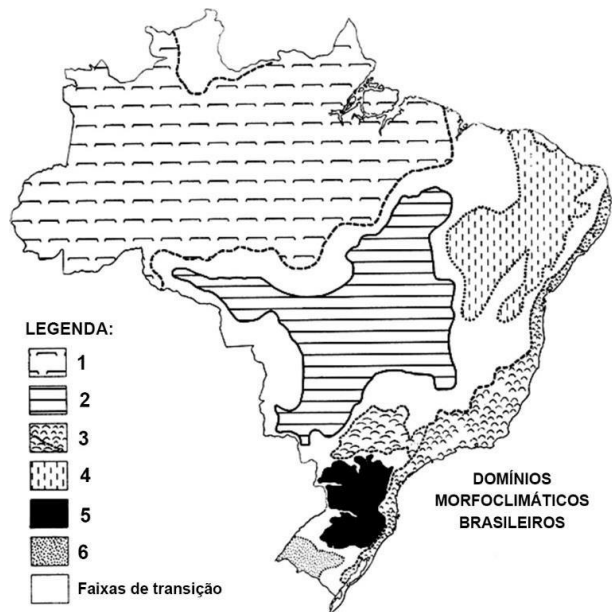 LEGENDA:
1
2
3
4
5
6
Faixas de transição
DOMÍNIOS
MORFOCLIMÁTICOS
BRASILEIROS